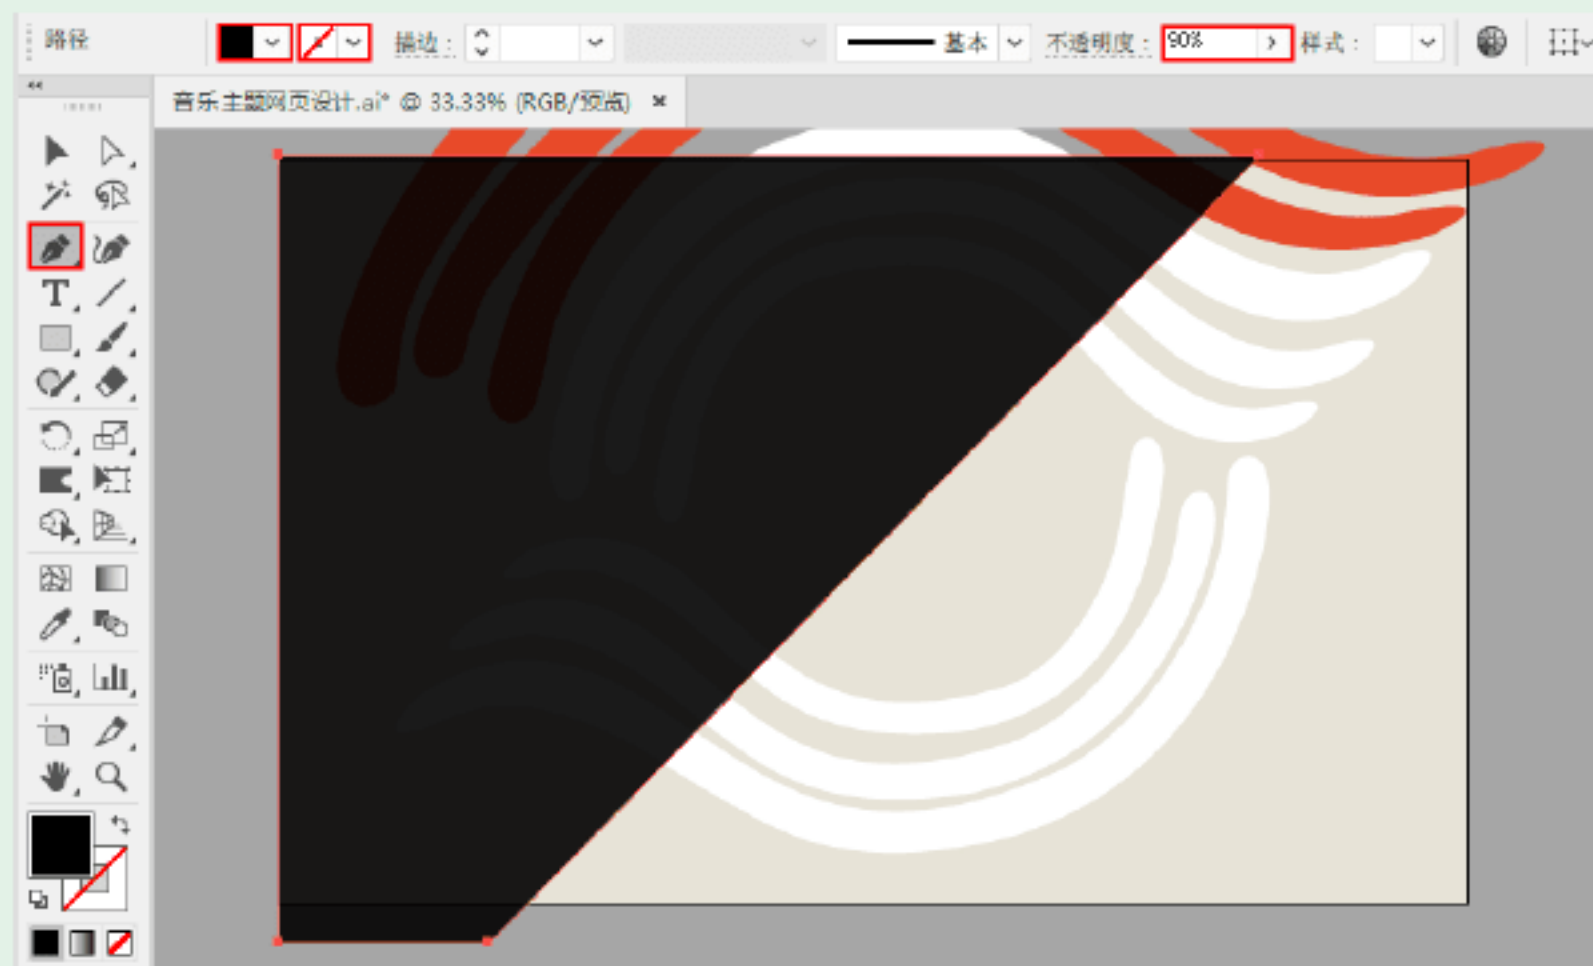 路径
描边：
基本
不透明度：
90%
样式：
音乐主题网页设计.ai* @ 33.33% (RGB/预览)